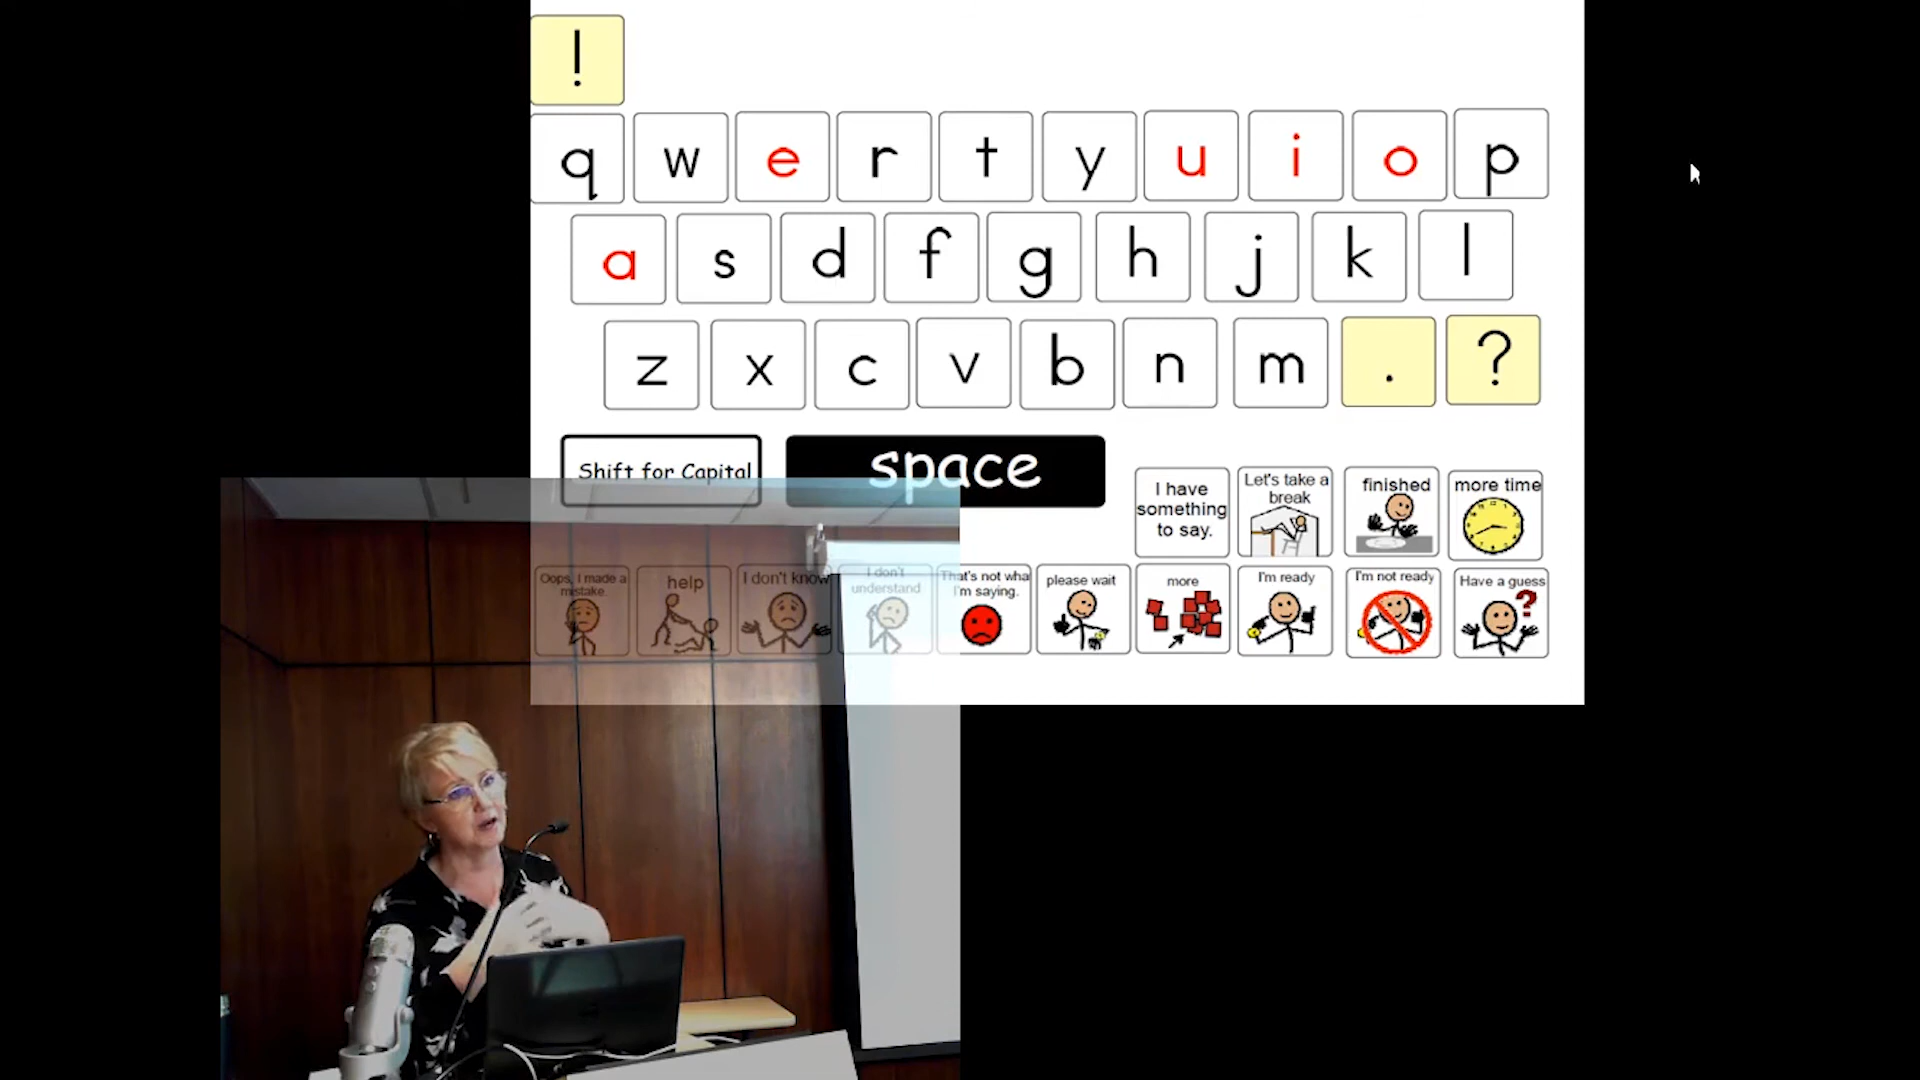 !
q w e r t y u i o p
a s d f g h j k l
z x c v b n m . ?
Shift for Capital
space
I have
something
to say.
Let's take a
break
finished
more time
Oops, I made a
mistake.
help
I don't know
I don't
understand
That's not wha
I'm saying.
please wait
more
I'm ready
I'm not ready
Have a guess
?